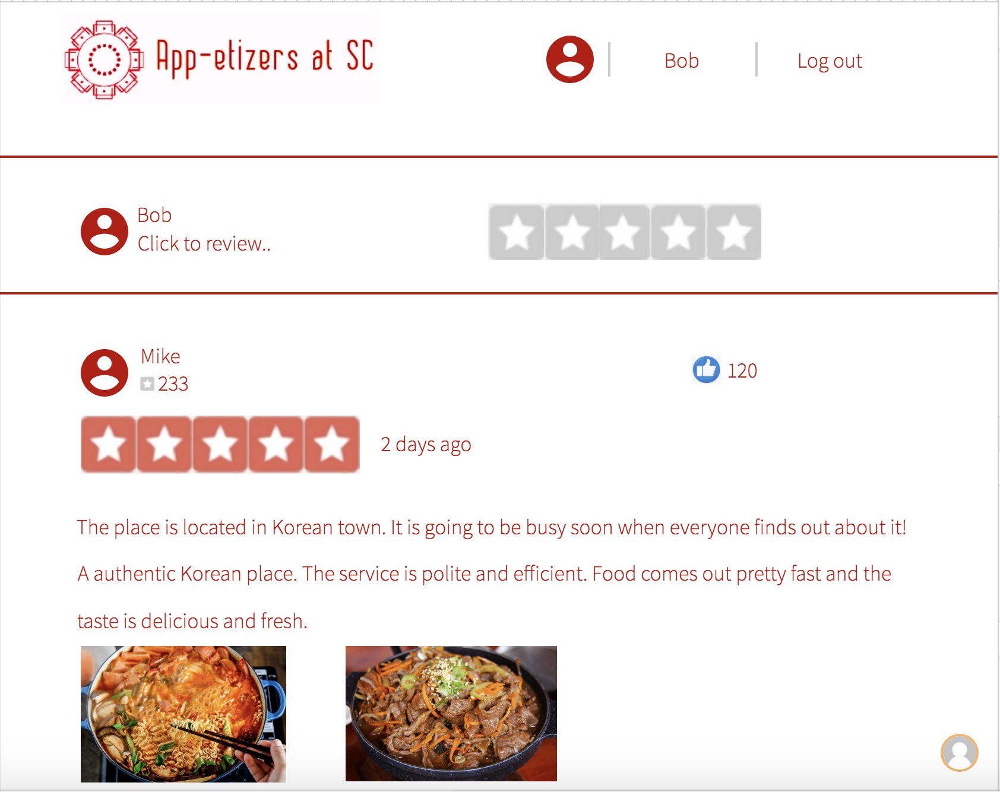 App-etizers at SC
Bob
Log out
Bob
Click to review..
Mike
233
120
2 days ago
The place is located in Korean town. It is going to be busy soon when everyone finds out about it!
A authentic Korean place. The service is polite and efficient. Food comes out pretty fast and the
taste is delicious and fresh.